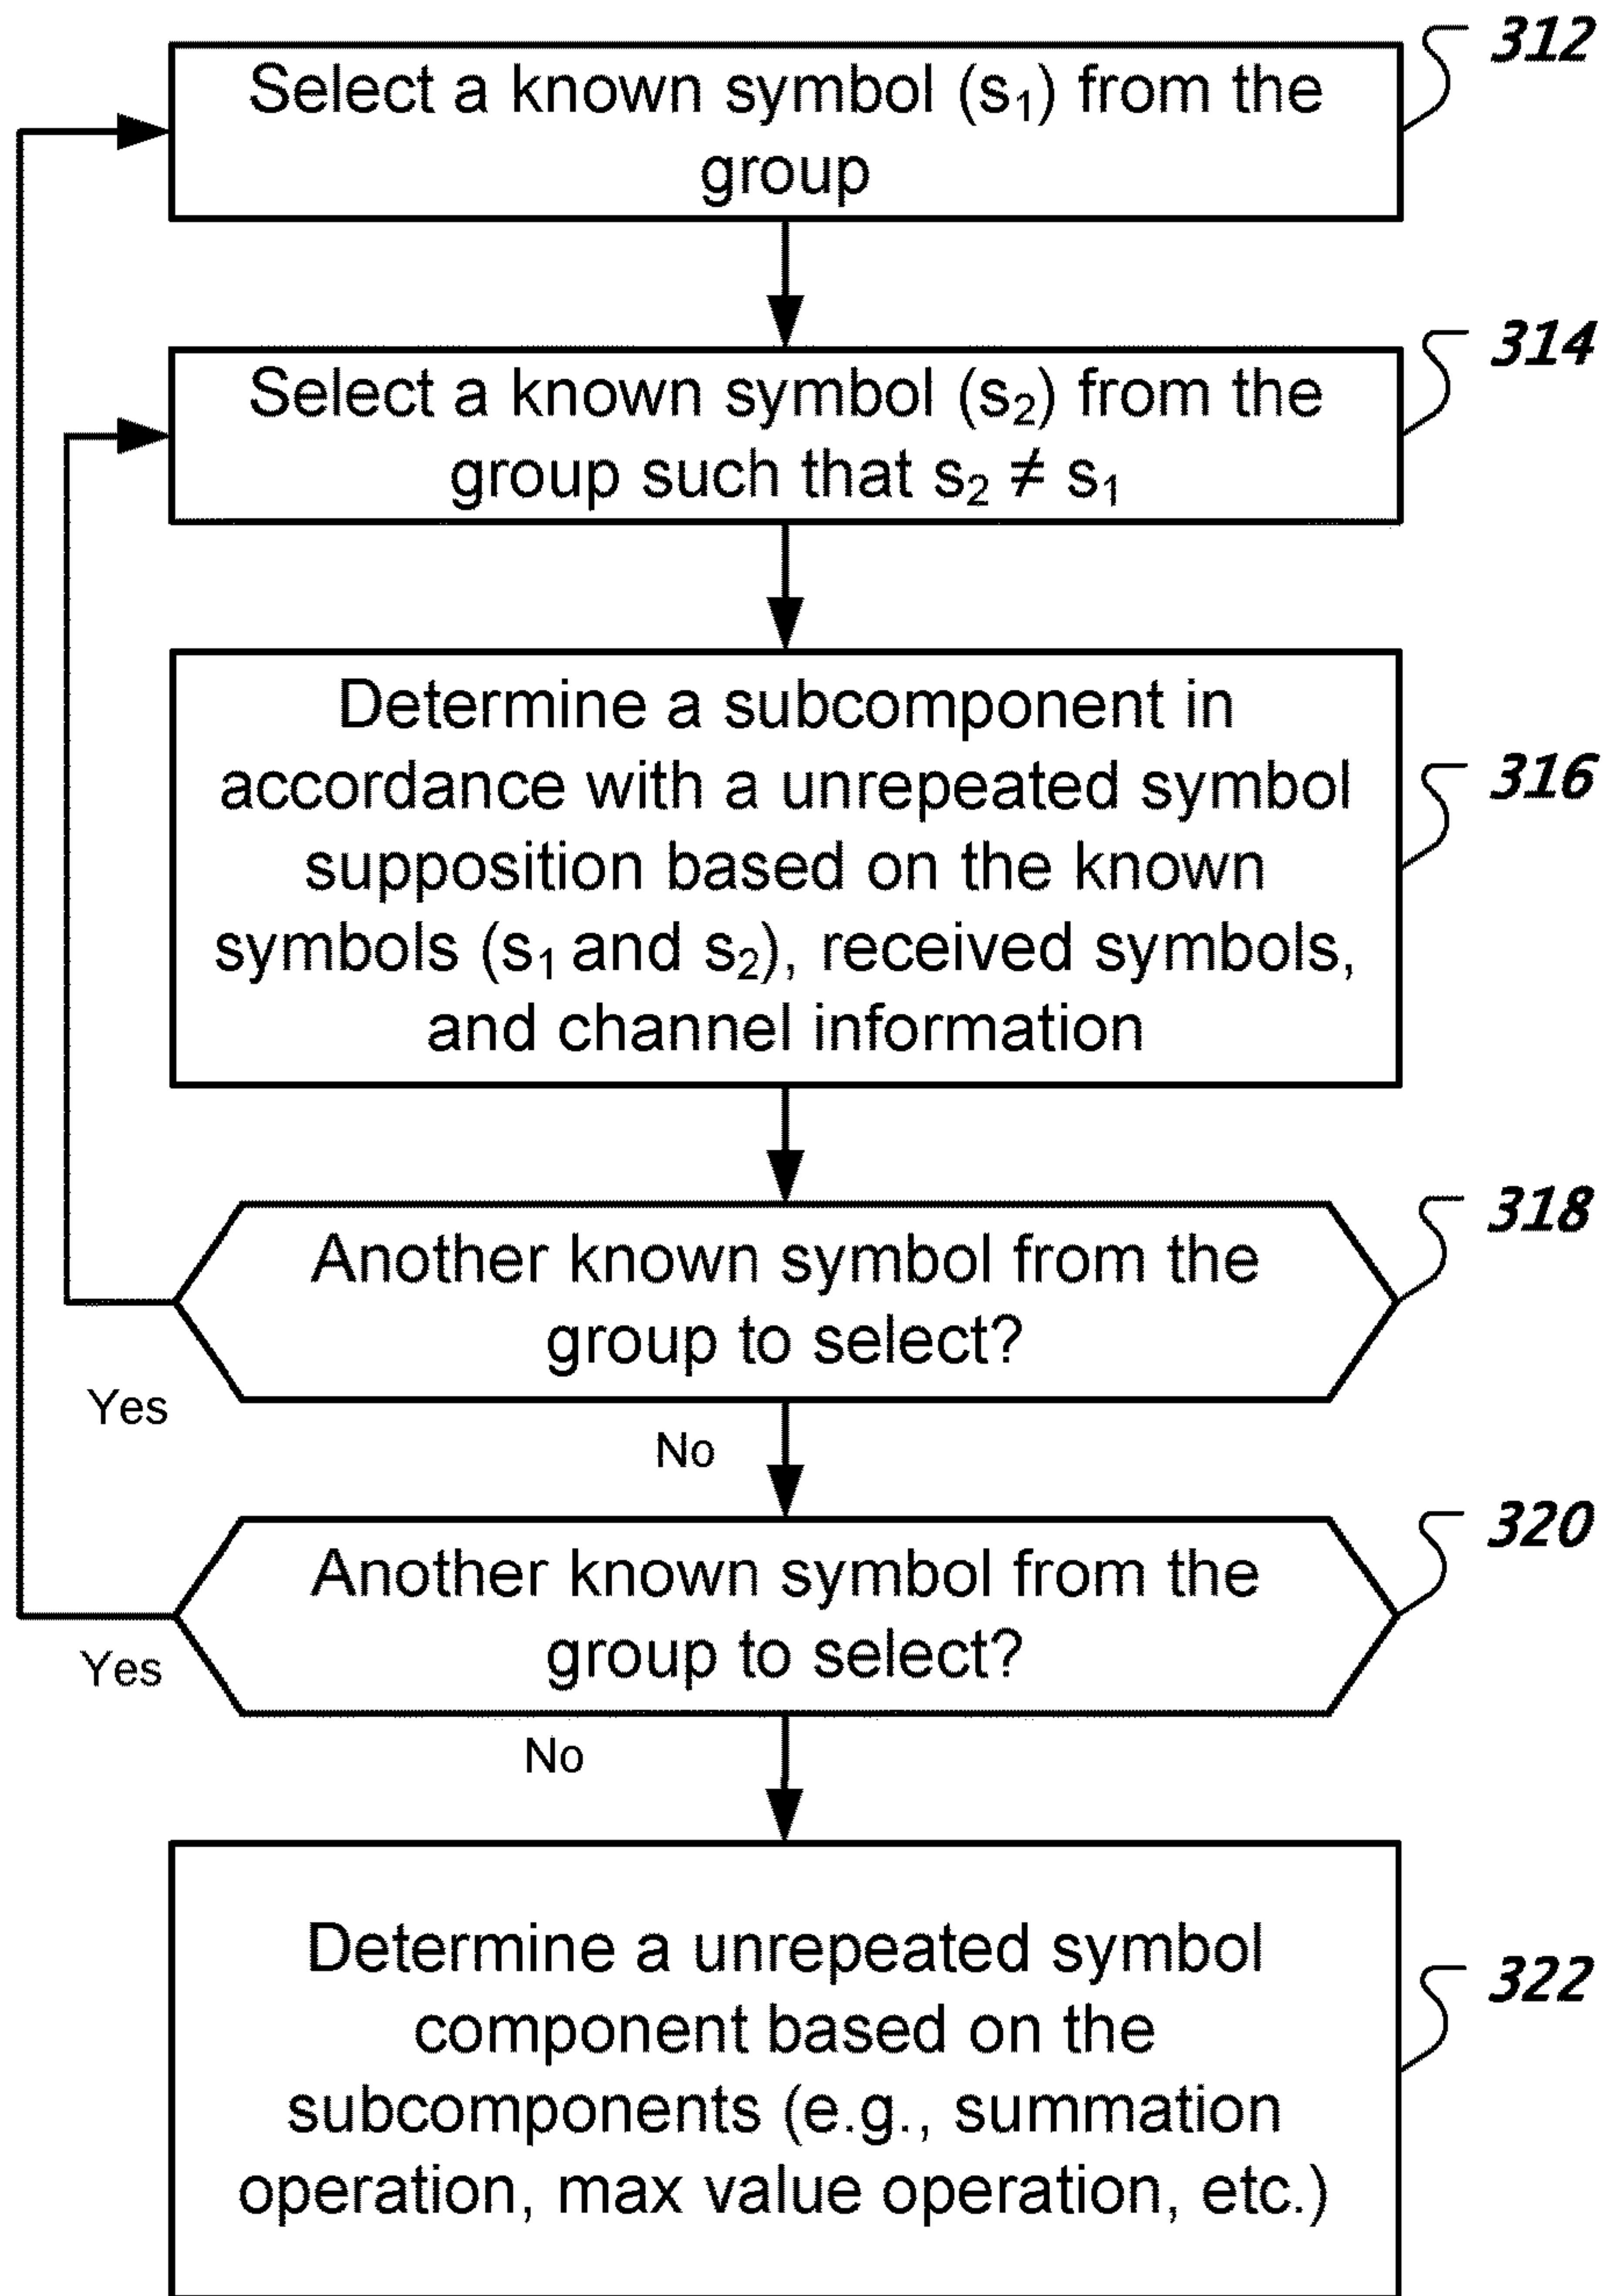 312
Select a known symbol (s₁) from the
group
314
Select a known symbol (s₂) from the
group such that s₂ ≠ s₁
Determine a subcomponent in
accordance with a unrepeated symbol
316
supposition based on the known
symbols (s₁ and s₂), received symbols,
and channel information
318
Another known symbol from the
group to select?
Yes
No
320
Another known symbol from the
group to select?
Yes
No
Determine a unrepeated symbol
322
component based on the
subcomponents (e.g., summation
operation, max value operation, etc.)